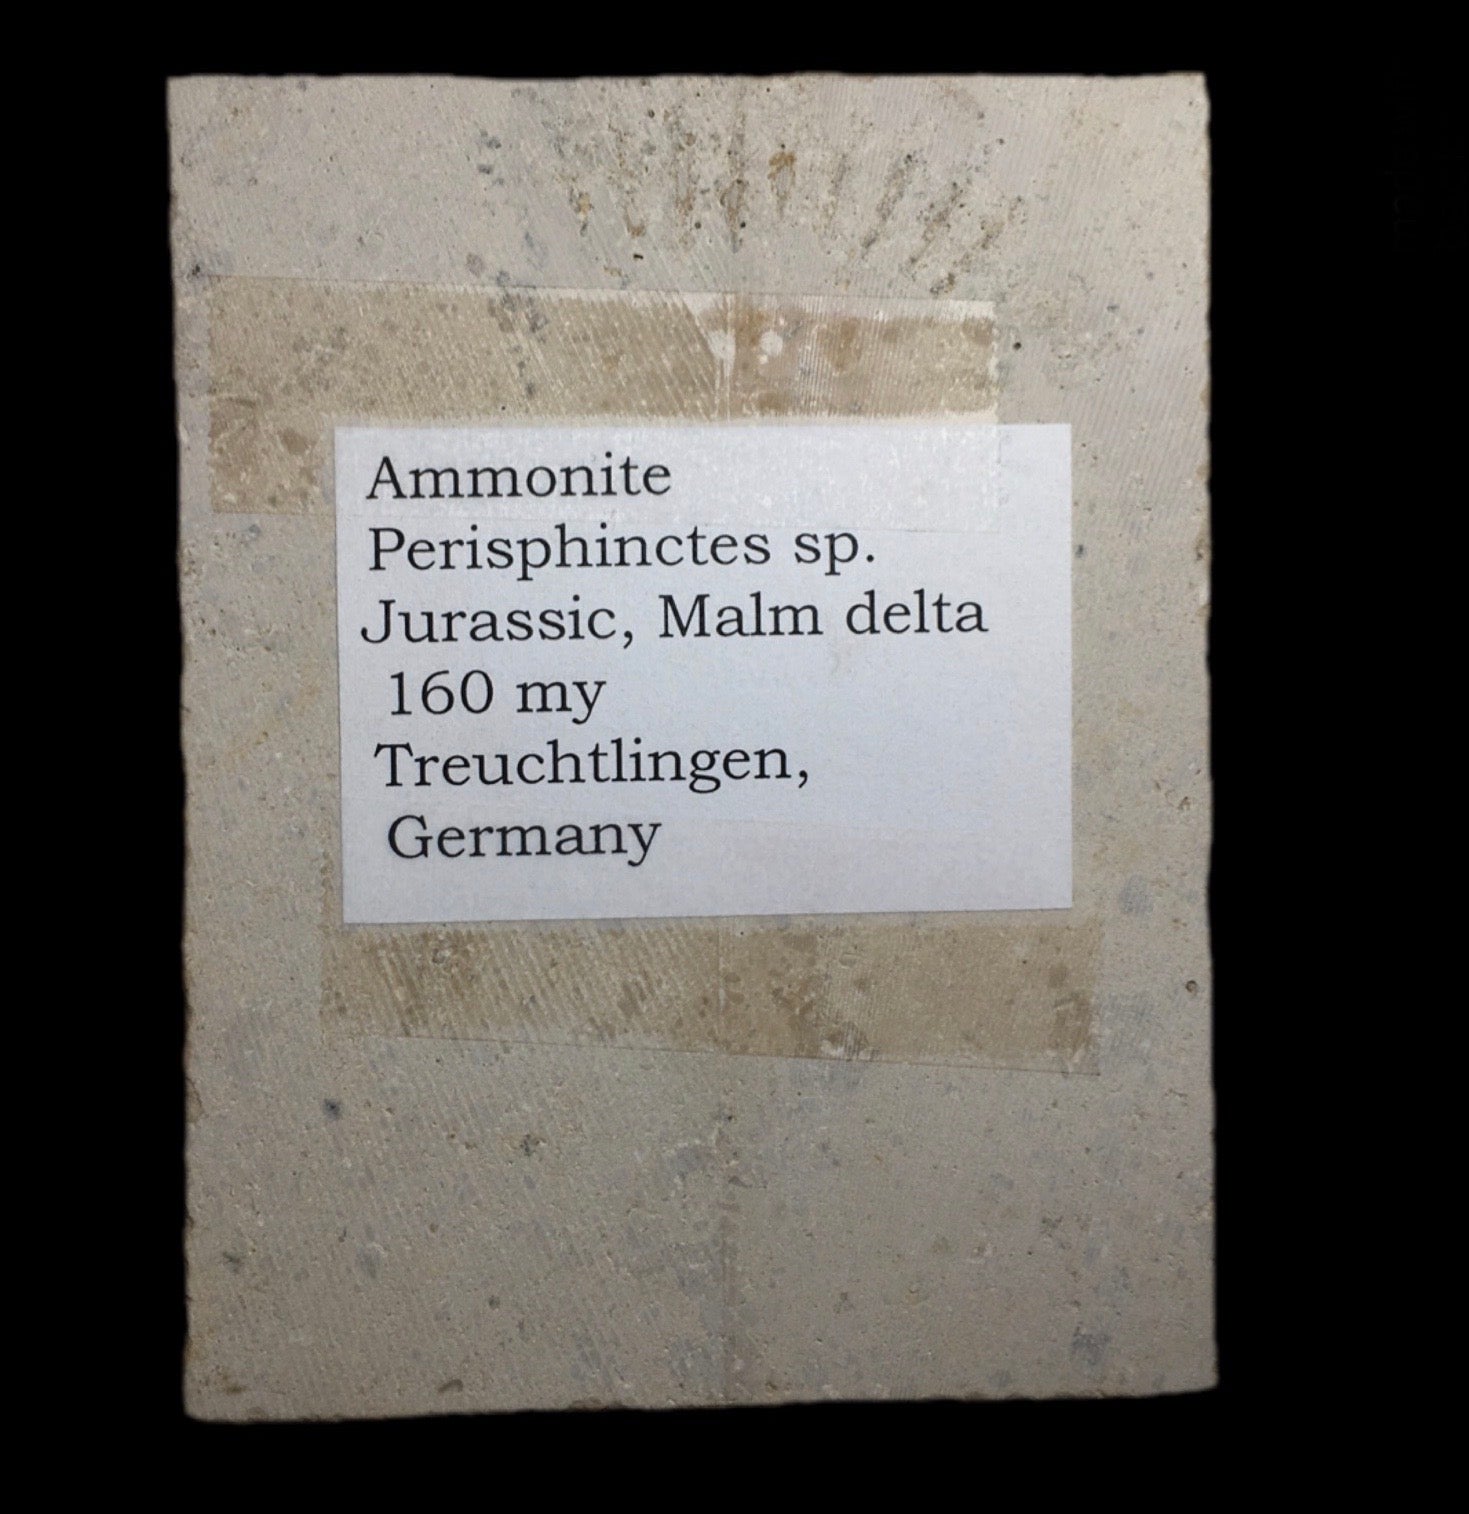 Ammonite
Perisphinctes sp.
Jurassic, Malm delta
160 my
Treuchtlingen,
Germany